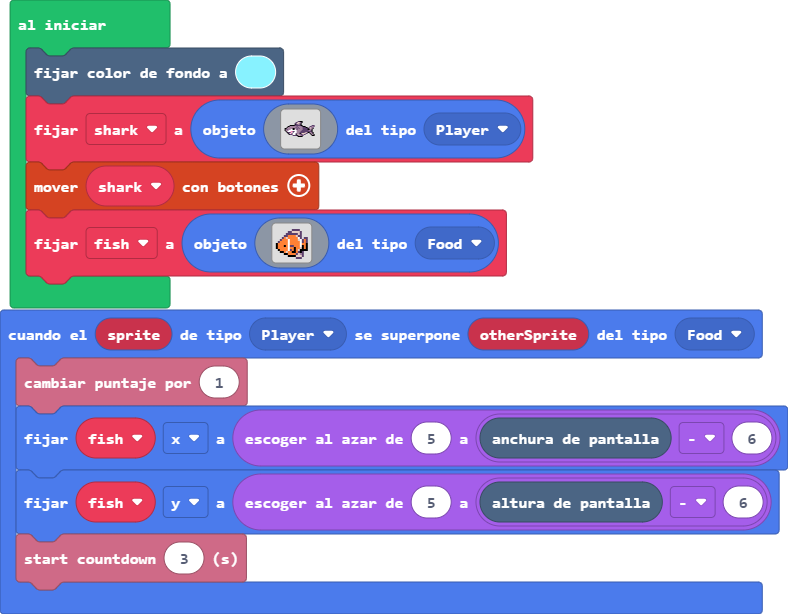 al iniciar
fijar color de fondo a
fijar shark a objeto del tipo Player
mover shark con botones
fijar fish a objeto del tipo Food
cuando el sprite de tipo Player se superpone otherSprite del tipo Food
cambiar puntaje por 1
fijar fish x a escoger al azar de 5 a anchura de pantalla - 6
fijar fish y a escoger al azar de 5 a altura de pantalla - 6
start countdown 3 (s)